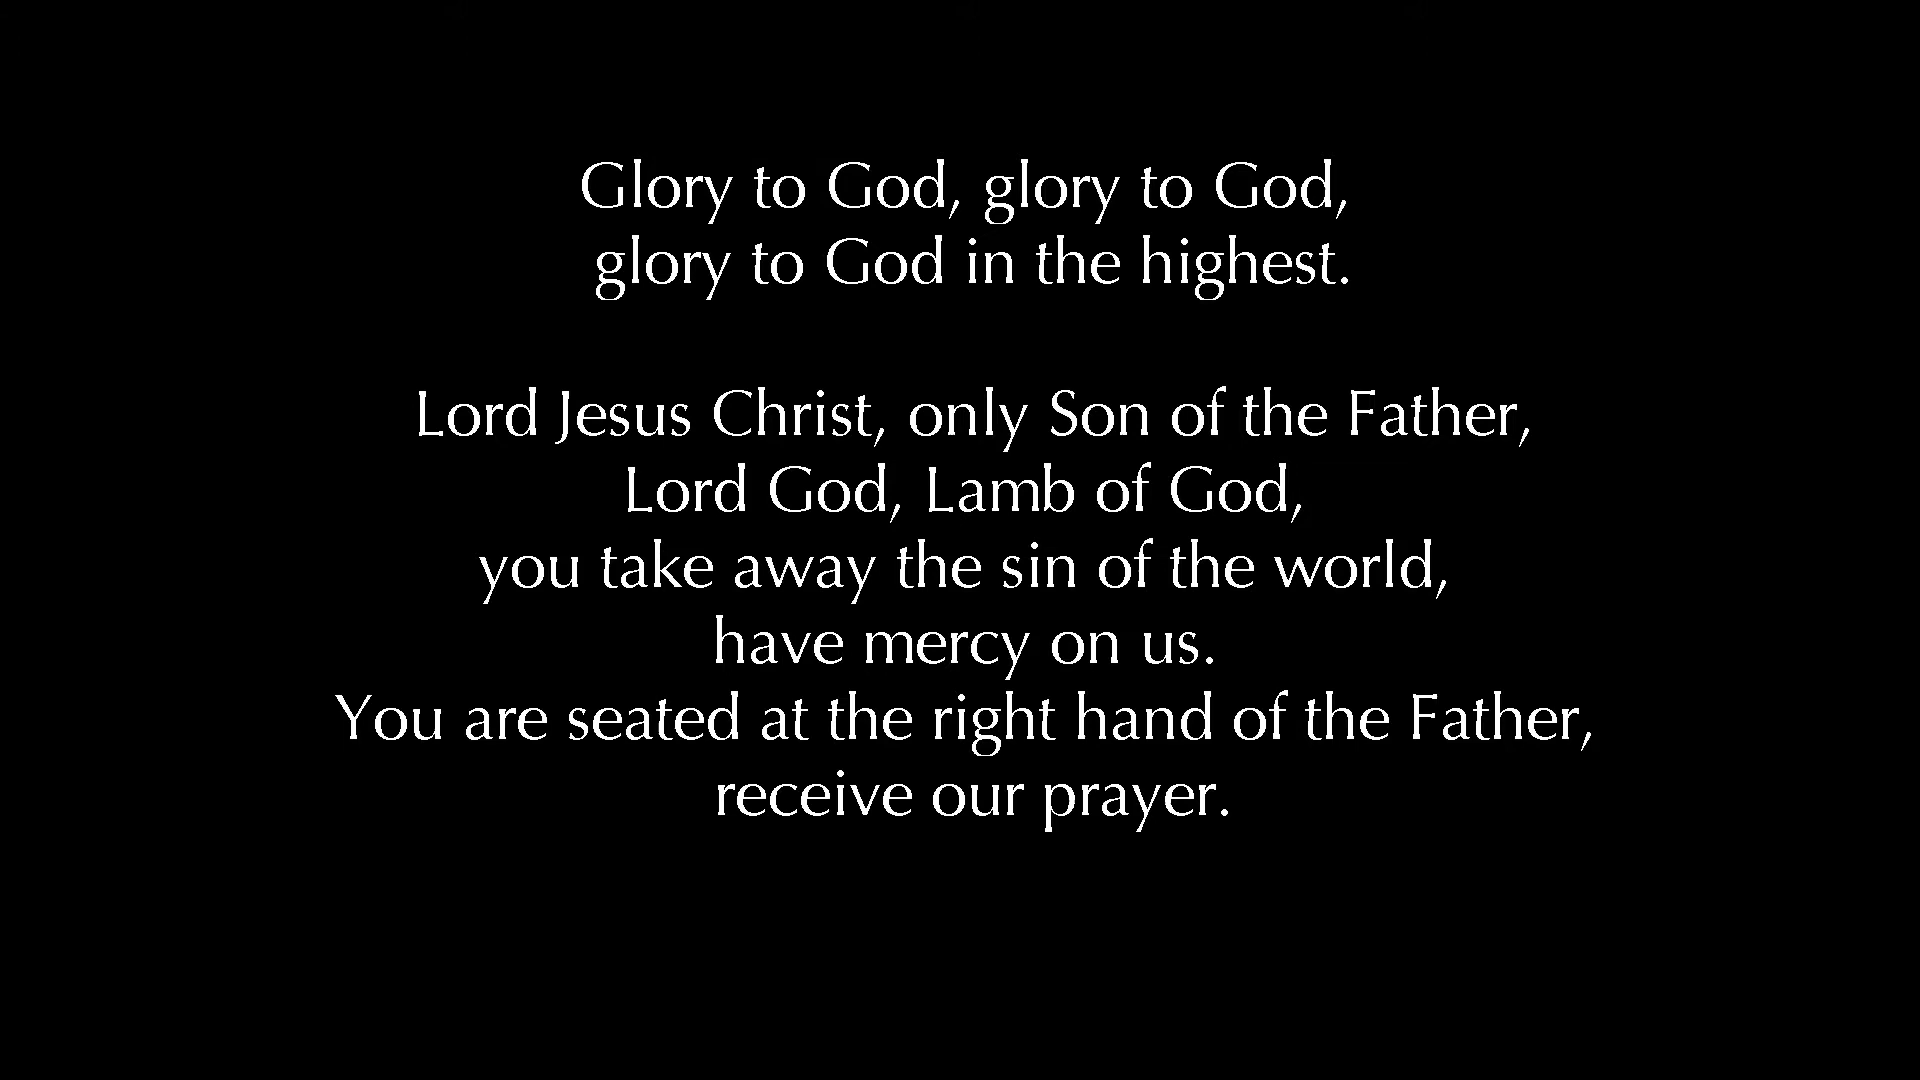 Glory to God, glory to God,
glory to God in the highest.
Lord Jesus Christ, only Son of the Father,
Lord God, Lamb of God,
you take away the sin of the world,
have mercy on us.
You are seated at the right hand of the Father,
receive our prayer.